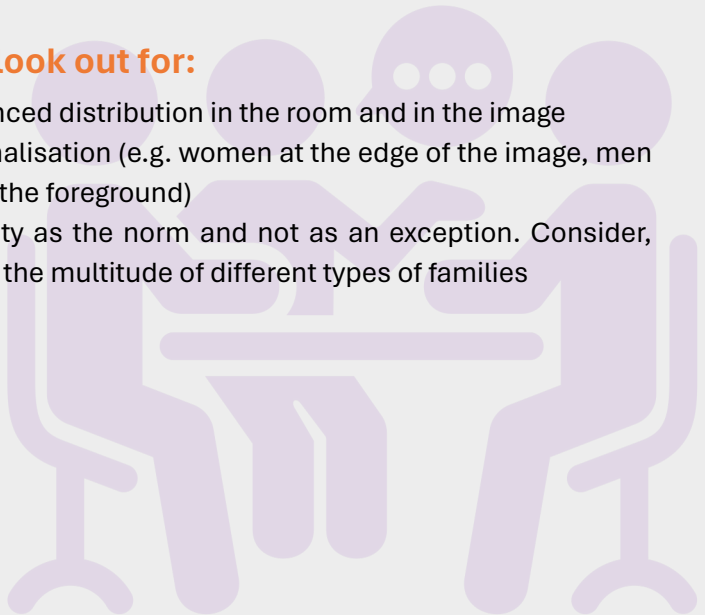 Look out for:
nced distribution in the room and in the image
nalisation (e.g. women at the edge of the image, men
the foreground)
ty as the norm and not as an exception. Consider,
the multitude of different types of families